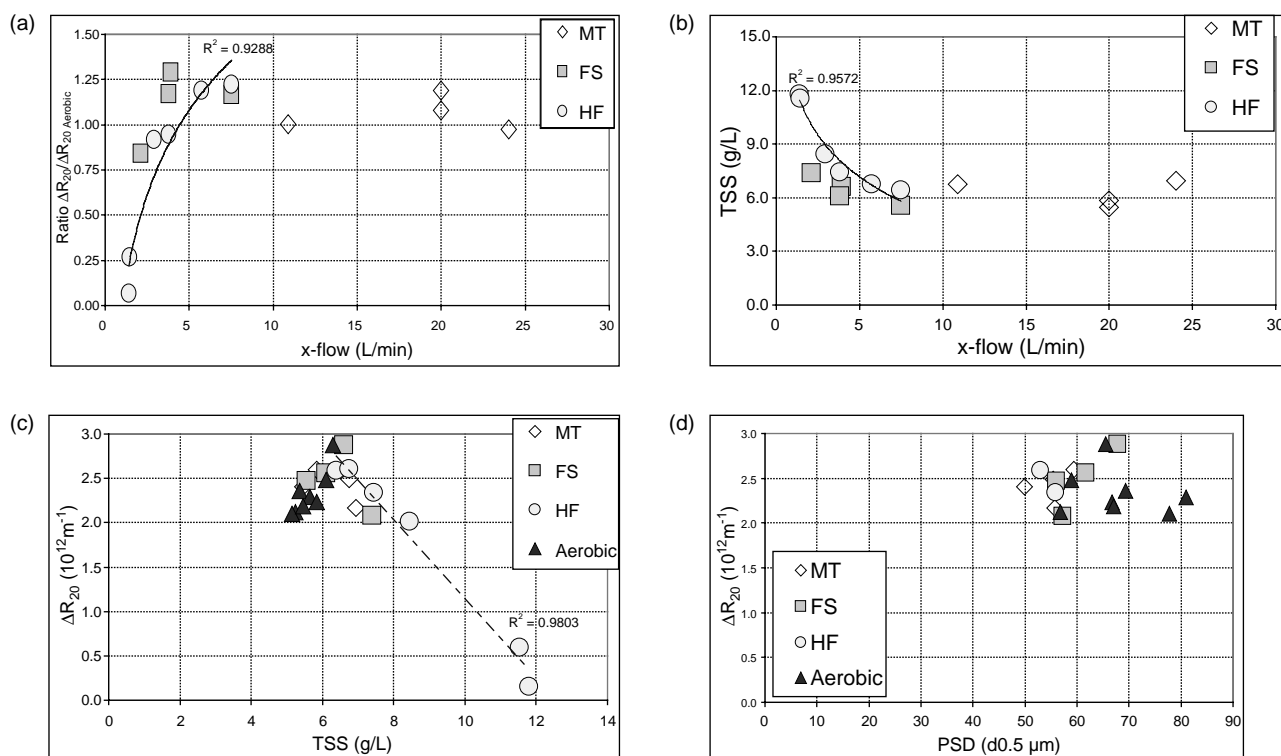 (a)
1.50
1.25
1.00
0.75
0.50
0.25
0.00
Ratio ΔR20/ΔR20 Aerobic
R² = 0.9288
MT
FS
HF
0 5 10 15 20 25 30
x-flow (L/min)
(b)
15.0
12.0
9.0
6.0
3.0
0.0
TSS (g/L)
R² = 0.9572
MT
FS
HF
0 5 10 15 20 25 30
x-flow (L/min)
(c)
3.0
2.5
2.0
1.5
1.0
0.5
0.0
ΔR20 (10¹²m⁻¹)
MT
FS
HF
Aerobic
R² = 0.9803
0 2 4 6 8 10 12 14
TSS (g/L)
(d)
3.0
2.5
2.0
1.5
1.0
0.5
0.0
ΔR20 (10¹²m⁻¹)
MT
FS
HF
Aerobic
0 10 20 30 40 50 60 70 80 90
PSD (d0.5 µm)